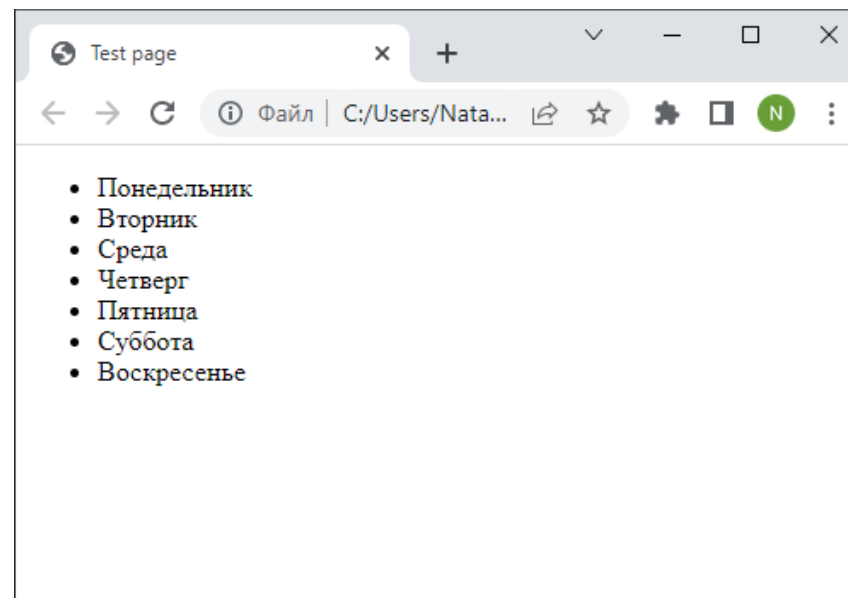 Test page
Файл | C:/Users/Nata...
N
Понедельник
Вторник
Среда
Четверг
Пятница
Суббота
Воскресенье